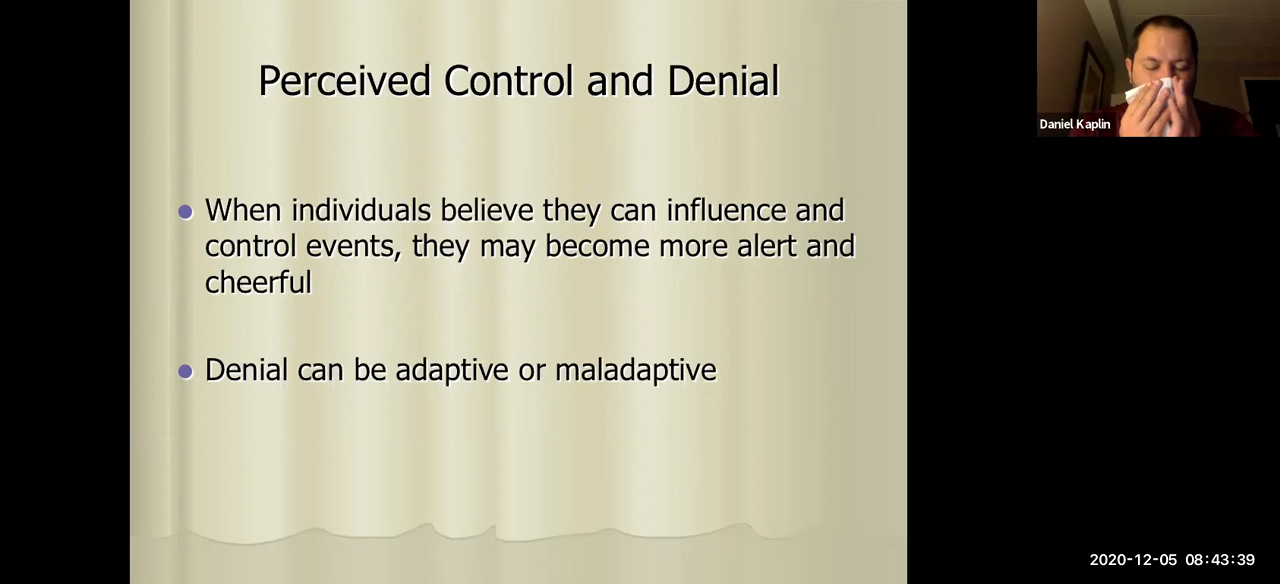 Perceived Control and Denial
When individuals believe they can influence and
control events, they may become more alert and
cheerful
Denial can be adaptive or maladaptive
Daniel Kaplin
2020-12-05 08:43:39